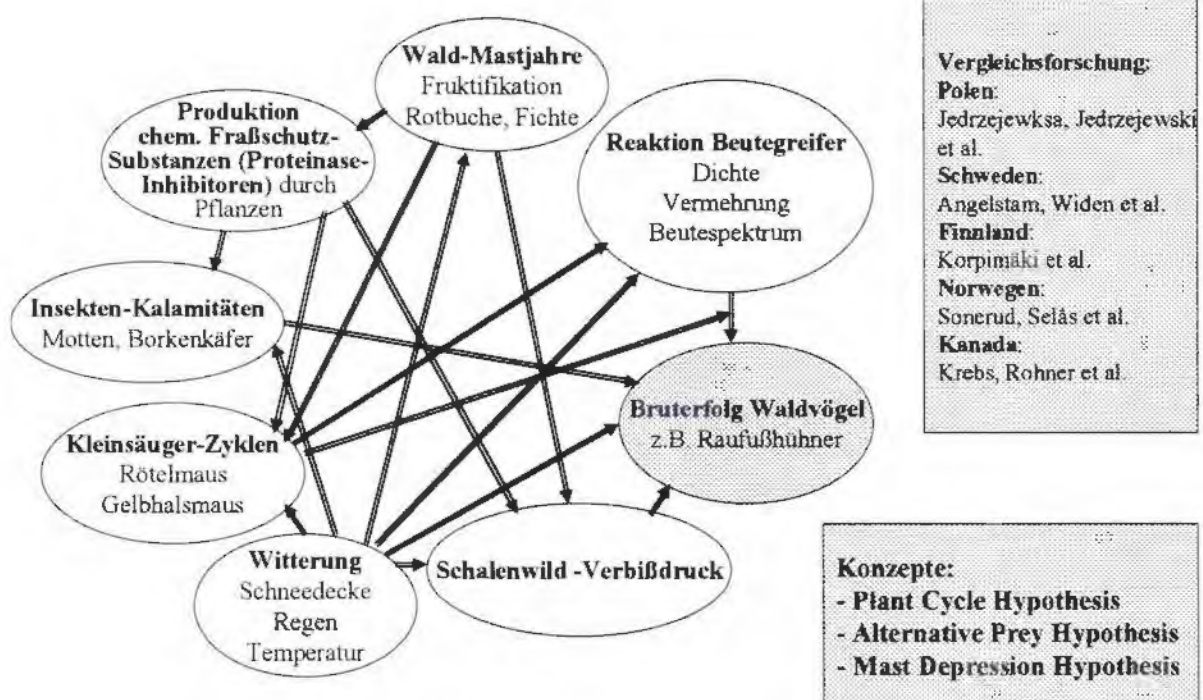 Wald-Mastjahre
Fruktifikation
Rotbuche, Fichte
Produktion
chem. Fraßschutz-
Substanzen (Proteinase-
Inhibitoren) durch
Pflanzen
Reaktion Beutegreifer
Dichte
Vermehrung
Beutespektrum
Insekten-Kalamitäten
Motten, Borkenkäfer
Bruterfolg Waldvögel
z.B. Raufußhühner
Kleinsäuger-Zyklen
Rötelmaus
Gelbhalsmaus
Witterung
Schneedecke
Regen
Temperatur
Schalenwild -Verbißdruck
Vergleichsforschung:
Polen:
Jedrzejewksa, Jedrzejewski
et al.
Schweden:
Angelstam, Widen et al.
Finnland:
Korpimäki et al.
Norwegen:
Sonerud, Selås et al.
Kanada:
Krebs, Rohner et al.
Konzepte:
- Plant Cycle Hypothesis
- Alternative Prey Hypothesis
- Mast Depression Hypothesis